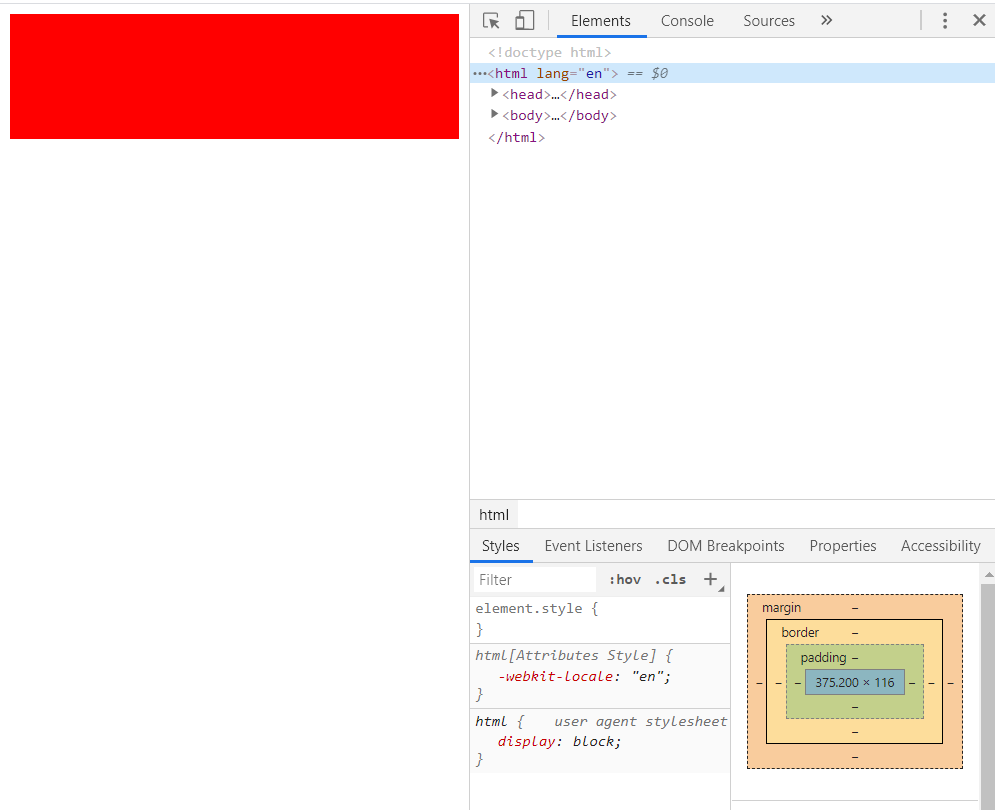 Elements Console Sources »
<!doctype html>
…<html lang="en"> == $0
<head>…</head>
<body>…</body>
</html>
html
Styles Event Listeners DOM Breakpoints Properties Accessibility
Filter :hov .cls +
element.style {
}
html[Attributes Style] {
-webkit-locale: "en";
}
html { user agent stylesheet
display: block;
}
margin –
border –
padding –
– – – 375.200 × 116 – – –
–
–
–